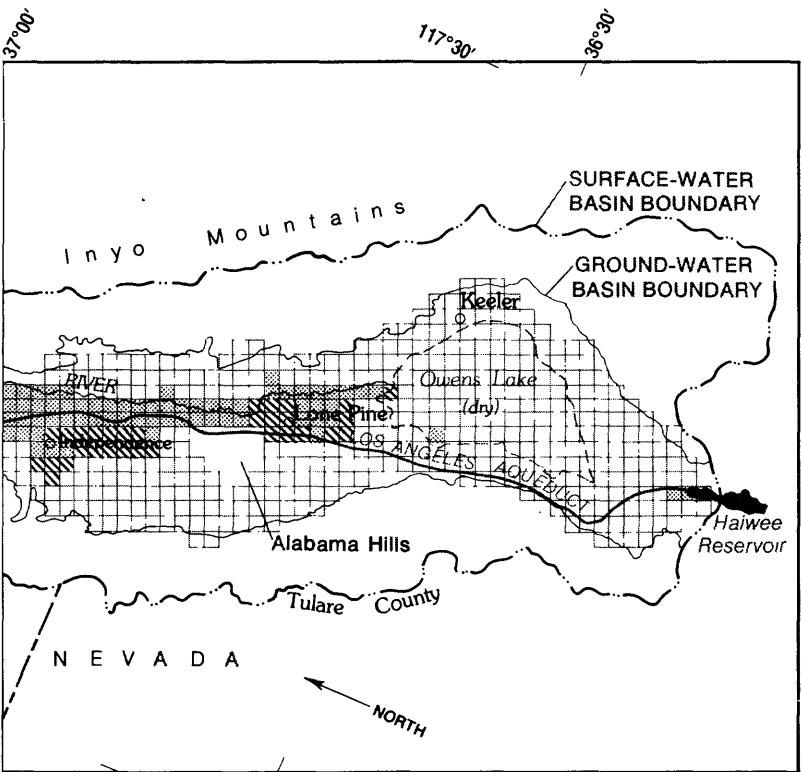 37°00'
117°30'
36°30'
SURFACE-WATER
BASIN BOUNDARY
Inyo Mountains
GROUND-WATER
BASIN BOUNDARY
Keeler
RIVER
Owens Lake
(dry)
Lone Pine
Independence
LOS ANGELES AQUEDUCT
Haiwee
Reservoir
Alabama Hills
Tulare County
NEVADA
NORTH